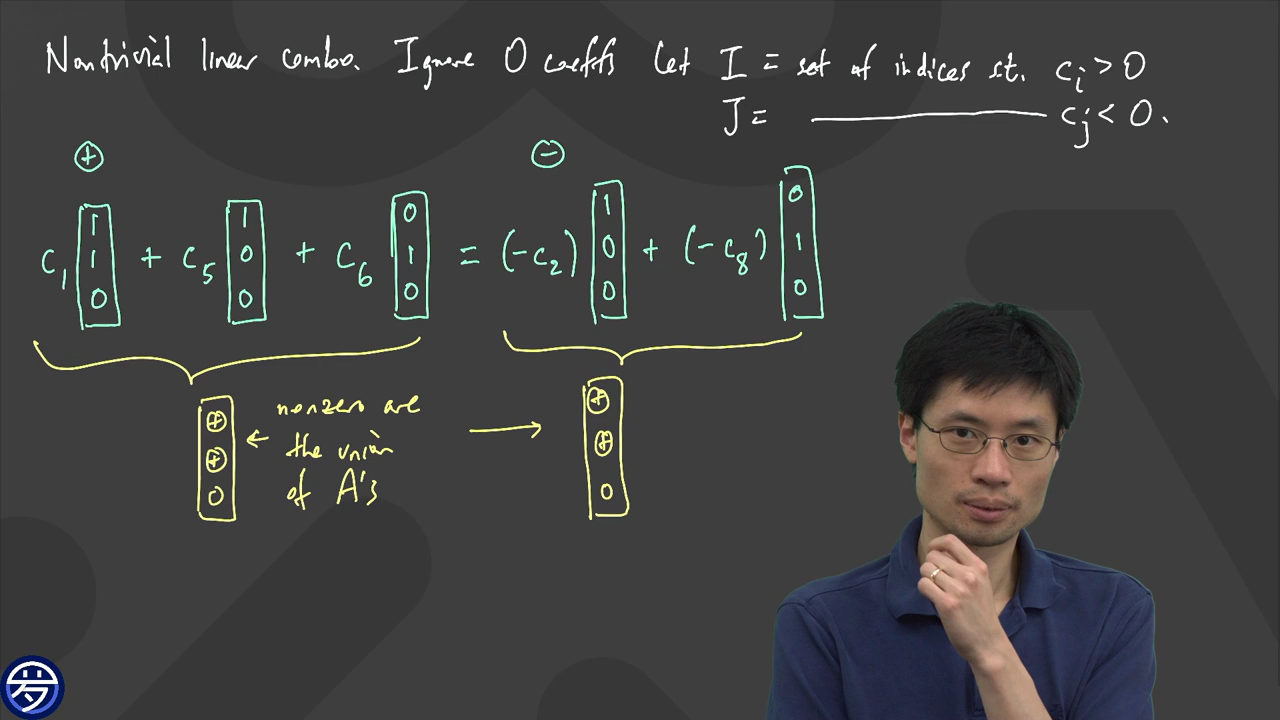 Nontrivial linear combo. Ignore 0 coeffs Let I = set of indices s.t. c_i > 0
J = ———————— c_j < 0.
⊕ ⊖
c_1 [1 1 0] + c_5 [1 0 0] + c_6 [0 1 0] = (-c_2) [1 0 0] + (-c_8) [0 1 0]
[⊕ ⊕ 0] ← nonzero are → [⊕ ⊕ 0]
the union
of A's